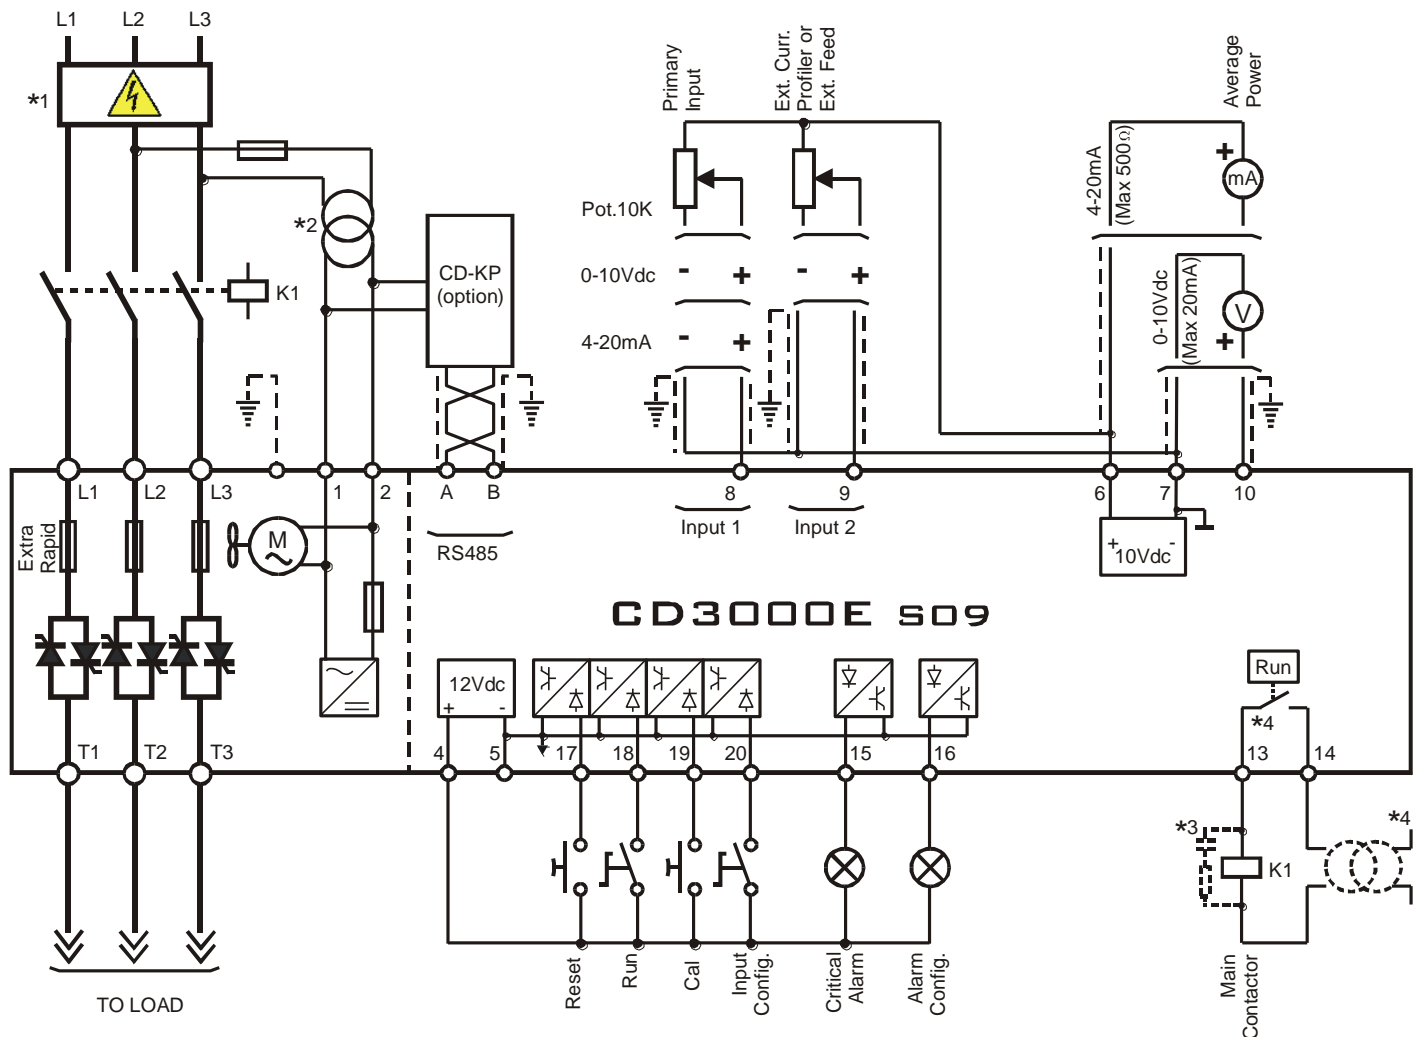 L1 L2 L3
*1
*2
K1
CD-KP
(option)
Primary
Input
Ext. Curr.
Profiler or
Ext. Feed
Pot.10K
0-10Vdc
- +
- +
4-20mA
- +
Average
Power
4-20mA
(Max 500Ω)
+
mA
0-10Vdc
(Max 20mA)
V
+
L1 L2 L3 1 2 A B 8 9 6 7 10
RS485
Input 1
Input 2
+ -
10Vdc
Extra
Rapid
M
CD3000E S09
12Vdc
+ -
Run
*4
T1 T2 T3 4 5 17 18 19 20 15 16 13 14
*3
K1
*4
Reset
Run
Cal
Input
Config.
Critical
Alarm
Alarm
Config.
Main
Contactor
TO LOAD